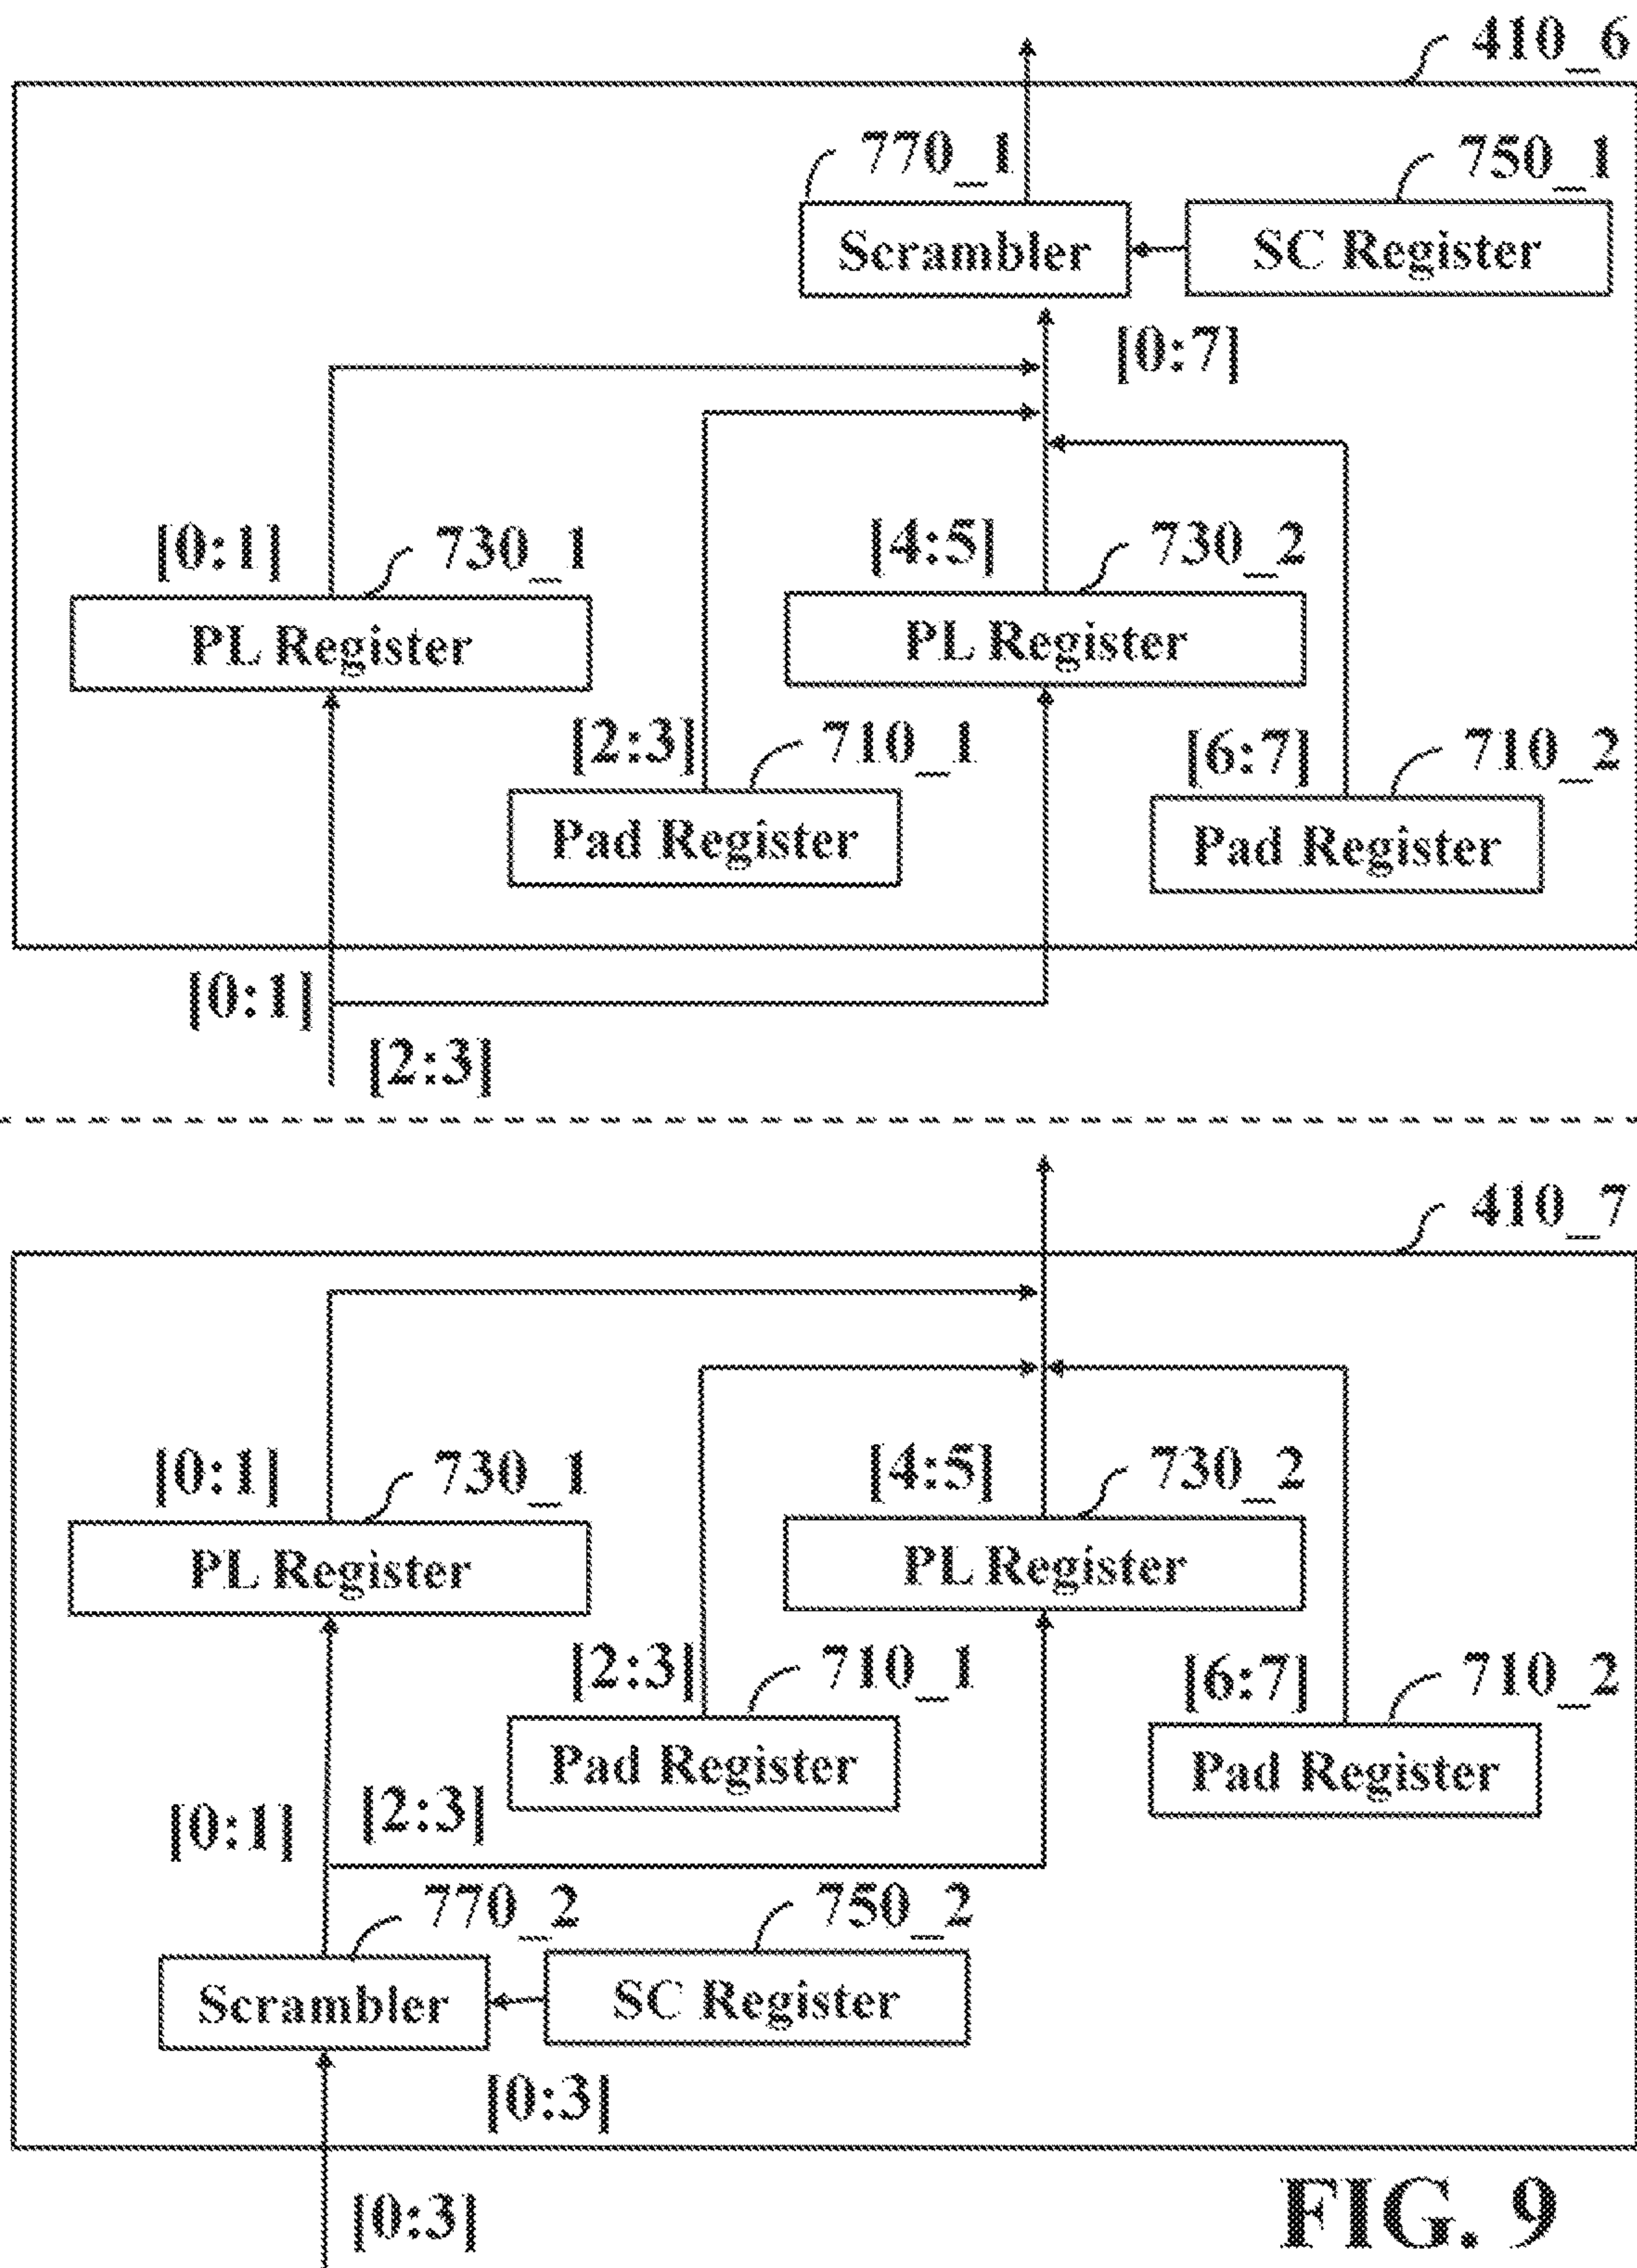 410_6
770_1
750_1
Scrambler
SC Register
[0:7]
[0:1]
730_1
[4:5]
730_2
PL Register
PL Register
[2:3]
710_1
[6:7]
710_2
Pad Register
Pad Register
[0:1]
[2:3]
410_7
[0:1]
730_1
[4:5]
730_2
PL Register
PL Register
[2:3]
710_1
[6:7]
710_2
Pad Register
Pad Register
[0:1]
[2:3]
770_2
750_2
Scrambler
SC Register
[0:3]
[0:3]
FIG. 9